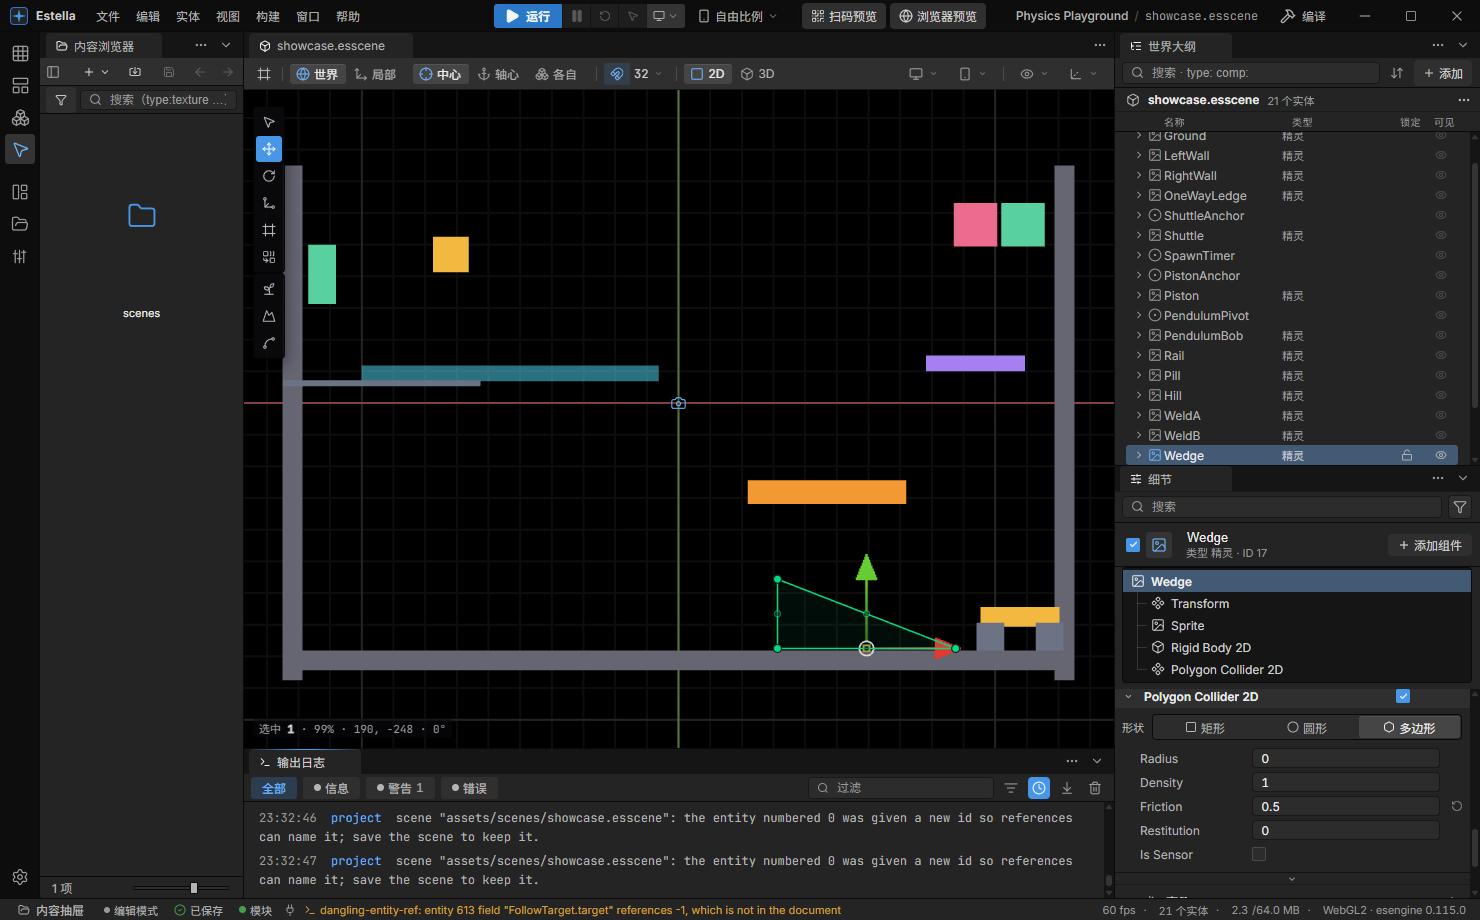 Estella 文件 编辑 实体 视图 构建 窗口 帮助 运行 自由比例 扫码预览 浏览器预览 Physics Playground / showcase.esscene 编译
内容浏览器
搜索（type:texture ...）
scenes
1 项
showcase.esscene
世界 局部 中心 轴心 各自 32 2D 3D
选中 1 · 99% · 190, -248 · 0°
输出日志
全部 信息 警告 1 错误 过滤
23:32:46 project scene "assets/scenes/showcase.esscene": the entity numbered 0 was given a new id so references
can name it; save the scene to keep it.
23:32:47 project scene "assets/scenes/showcase.esscene": the entity numbered 0 was given a new id so references
can name it; save the scene to keep it.
世界大纲
搜索 · type: comp: 添加
showcase.esscene 21 个实体
名称 类型 锁定 可见
Ground 精灵
LeftWall 精灵
RightWall 精灵
OneWayLedge 精灵
ShuttleAnchor
Shuttle 精灵
SpawnTimer
PistonAnchor
Piston 精灵
PendulumPivot
PendulumBob 精灵
Rail 精灵
Pill 精灵
Hill 精灵
WeldA 精灵
WeldB 精灵
Wedge 精灵
细节
搜索
Wedge
类型 精灵 · ID 17
添加组件
Wedge
Transform
Sprite
Rigid Body 2D
Polygon Collider 2D
Polygon Collider 2D
形状 矩形 圆形 多边形
Radius 0
Density 1
Friction 0.5
Restitution 0
Is Sensor
内容抽屉 编辑模式 已保存 模块 dangling-entity-ref: entity 613 field "FollowTarget.target" references -1, which is not in the document 60 fps · 21 个实体 · 2.3 /64.0 MB · WebGL2 · esengine 0.115.0